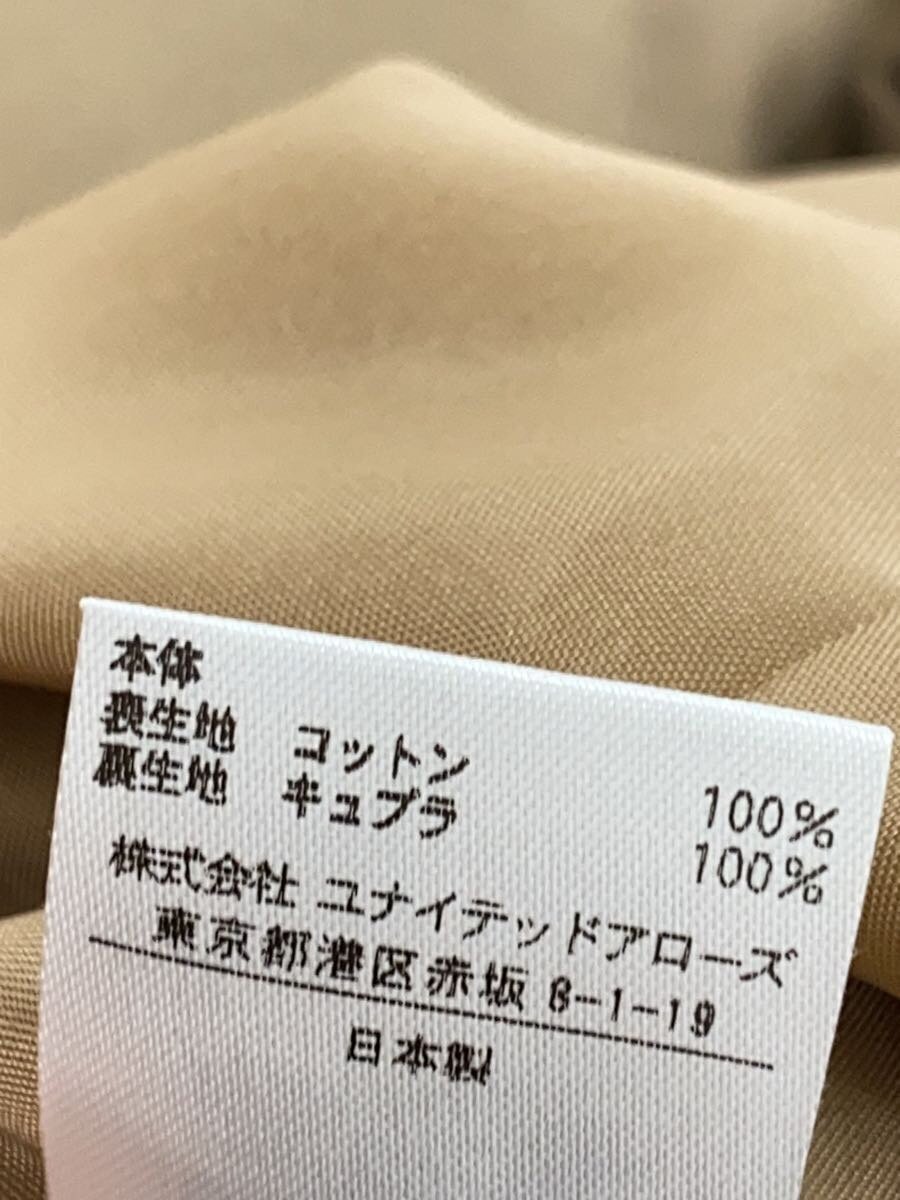 本体
表生地 コットン 100%
裏生地 キュプラ 100%
株式会社 ユナイテッドアローズ
東京都港区赤坂 8-1-19
日本製